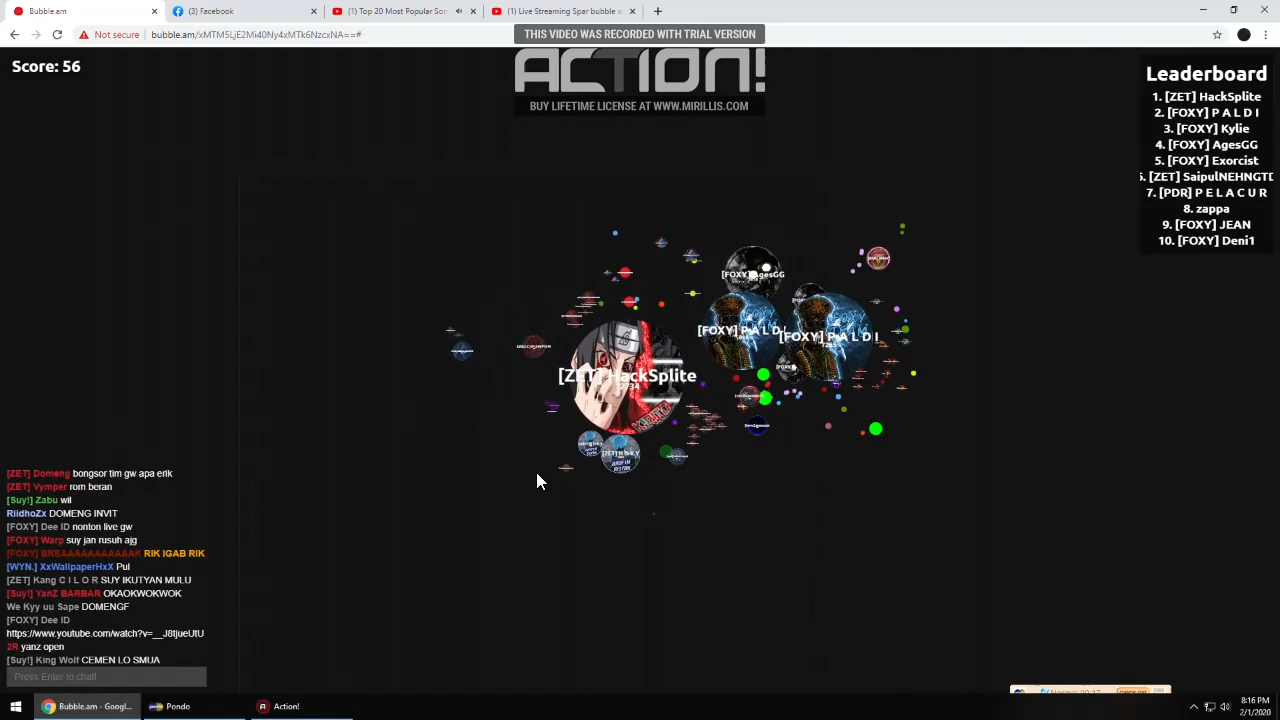 Bubble.am
(3) Facebook
(1) Top 20 Most Popular Son
(1) Live Streaming Spar bubble a
Not secure
bubble.am/xMTM5LjE2Mi40Ny4xMTk6NzcxNA==#
THIS VIDEO WAS RECORDED WITH TRIAL VERSION
ACTION!
BUY LIFETIME LICENSE AT WWW.MIRILLIS.COM
Score: 56
Leaderboard
1. [ZET] HackSplite
2. [FOXY] P A L D I
3. [FOXY] Kylie
4. [FOXY] AgesGG
5. [FOXY] Exorcist
6. [ZET] SaipulNEHNGTD
7. [PDR] P E L A C U R
8. zappa
9. [FOXY] JEAN
10. [FOXY] Deni1
[FOXY] AgesGG
[FOXY] P A L D I
[FOXY] P A L D I
[ZET] HackSplite
2734
KIRITO
[ZET] Domeng bongsor tim gw apa erik
[ZET] Vymper rom beran
[Suy!] Zabu wil
RiidhoZx DOMENG INVIT
[FOXY] Dee ID nonton live gw
[FOXY] Warp suy jan rusuh ajg
[FOXY] BREAAAAAAAAAAK RIK IGAB RIK
[WYN.] XxWallpaperHxX Pul
[ZET] Kang C I L O R SUY IKUTYAN MULU
[Suy!] YanZ BARBAR OKAOKWOKWOK
We Kyy uu Sape DOMENGF
[FOXY] Dee ID
https://www.youtube.com/watch?v=__J8tjueUtU
2R yanz open
[Suy!] King Wolf CEMEN LO SMUA
Press Enter to chat!
Bubble.am - Googl...
Pondo
Action!
8:16 PM
2/1/2020